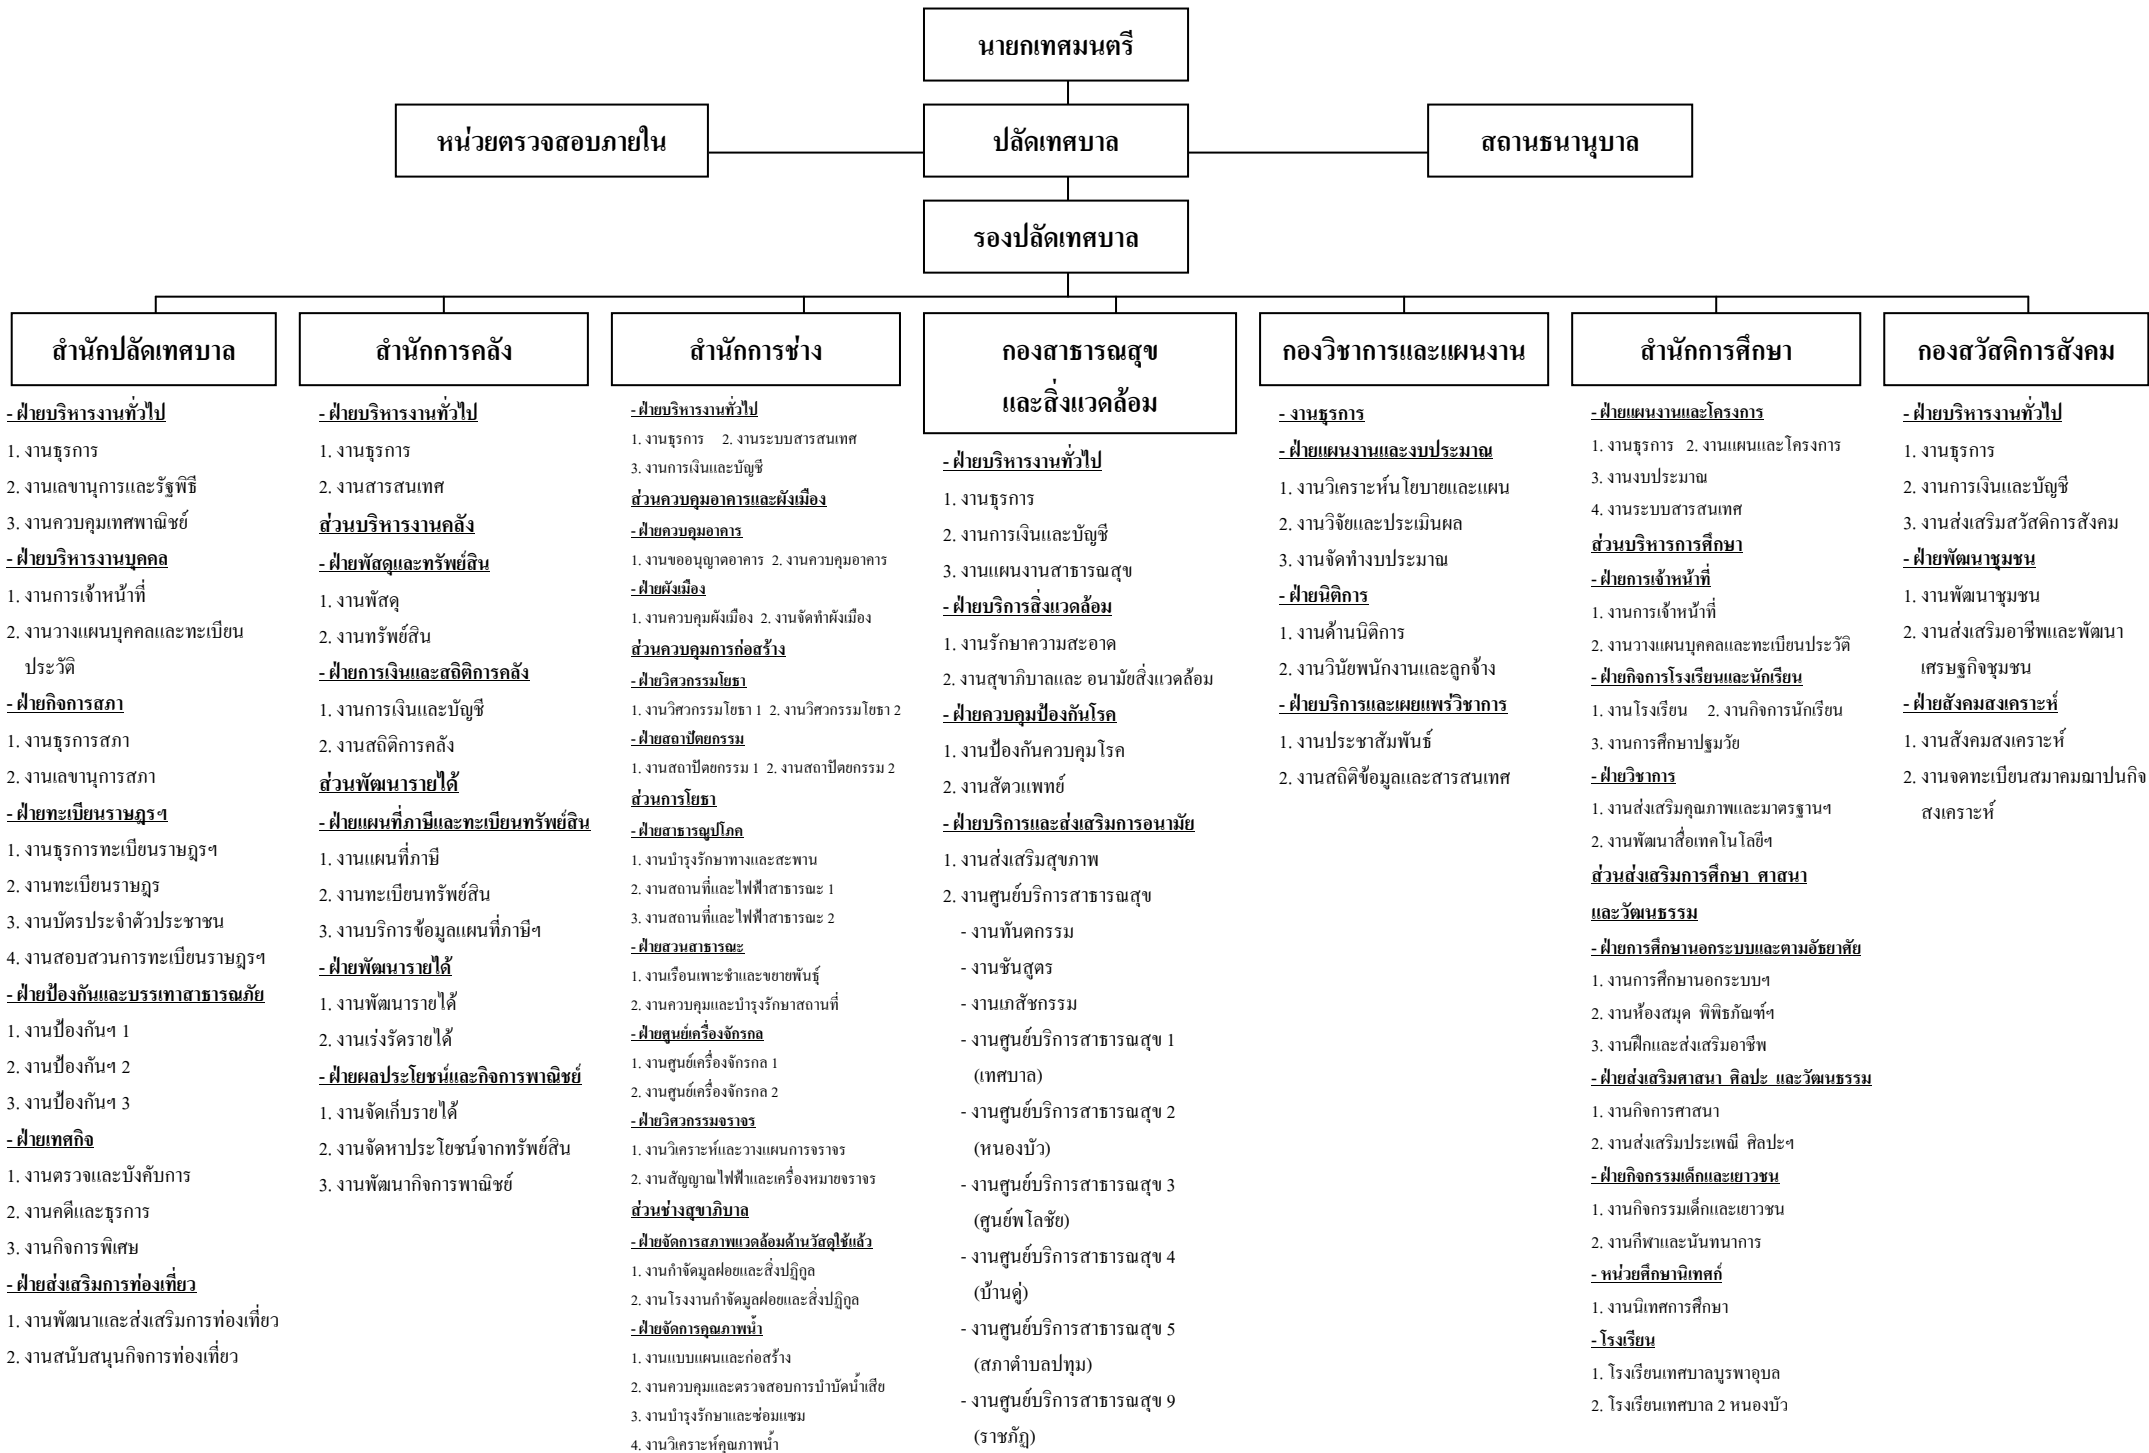 นายกเทศมนตรี
หน่วยตรวจสอบภายใน
ปลัดเทศบาล
สถานธนานุบาล
รองปลัดเทศบาล
สำนักปลัดเทศบาล
- ฝ่ายบริหารงานทั่วไป
1. งานธุรการ
2. งานเลขานุการและรัฐพิธี
3. งานควบคุมเทศพาณิชย์
- ฝ่ายบริหารงานบุคคล
1. งานการเจ้าหน้าที่
2. งานวางแผนบุคคลและทะเบียน
ประวัติ
- ฝ่ายกิจการสภา
1. งานธุรการสภา
2. งานเลขานุการสภา
- ฝ่ายทะเบียนราษฎรฯ
1. งานธุรการทะเบียนราษฎรฯ
2. งานทะเบียนราษฎร
3. งานบัตรประจำตัวประชาชน
4. งานสอบสวนการทะเบียนราษฎรฯ
- ฝ่ายป้องกันและบรรเทาสาธารณภัย
1. งานป้องกันฯ 1
2. งานป้องกันฯ 2
3. งานป้องกันฯ 3
- ฝ่ายเทศกิจ
1. งานตรวจและบังคับการ
2. งานคดีและธุรการ
3. งานกิจการพิเศษ
- ฝ่ายส่งเสริมการท่องเที่ยว
1. งานพัฒนาและส่งเสริมการท่องเที่ยว
2. งานสนับสนุนกิจการท่องเที่ยว
สำนักการคลัง
- ฝ่ายบริหารงานทั่วไป
1. งานธุรการ
2. งานสารสนเทศ
ส่วนบริหารงานคลัง
- ฝ่ายพัสดุและทรัพย์สิน
1. งานพัสดุ
2. งานทรัพย์สิน
- ฝ่ายการเงินและสถิติการคลัง
1. งานการเงินและบัญชี
2. งานสถิติการคลัง
ส่วนพัฒนารายได้
- ฝ่ายแผนที่ภาษีและทะเบียนทรัพย์สิน
1. งานแผนที่ภาษี
2. งานทะเบียนทรัพย์สิน
3. งานบริการข้อมูลแผนที่ภาษีฯ
- ฝ่ายพัฒนารายได้
1. งานพัฒนารายได้
2. งานเร่งรัดรายได้
- ฝ่ายผลประโยชน์และกิจการพาณิชย์
1. งานจัดเก็บรายได้
2. งานจัดหาประโยชน์จากทรัพย์สิน
3. งานพัฒนากิจการพาณิชย์
สำนักการช่าง
- ฝ่ายบริหารงานทั่วไป
1. งานธุรการ 2. งานระบบสารสนเทศ
3. งานการเงินและบัญชี
ส่วนควบคุมอาคารและผังเมือง
- ฝ่ายควบคุมอาคาร
1. งานขออนุญาตอาคาร 2. งานควบคุมอาคาร
- ฝ่ายผังเมือง
1. งานควบคุมผังเมือง 2. งานจัดทำผังเมือง
ส่วนควบคุมการก่อสร้าง
- ฝ่ายวิศวกรรมโยธา
1. งานวิศวกรรมโยธา 1 2. งานวิศวกรรมโยธา 2
- ฝ่ายสถาปัตยกรรม
1. งานสถาปัตยกรรม 1 2. งานสถาปัตยกรรม 2
ส่วนการโยธา
- ฝ่ายสาธารณูปโภค
1. งานบำรุงรักษาทางและสะพาน
2. งานสถานที่และไฟฟ้าสาธารณะ 1
3. งานสถานที่และไฟฟ้าสาธารณะ 2
- ฝ่ายสวนสาธารณะ
1. งานเรือนเพาะชำและขยายพันธุ์
2. งานควบคุมและบำรุงรักษาสถานที่
- ฝ่ายศูนย์เครื่องจักรกล
1. งานศูนย์เครื่องจักรกล 1
2. งานศูนย์เครื่องจักรกล 2
- ฝ่ายวิศวกรรมจราจร
1. งานวิเคราะห์และวางแผนการจราจร
2. งานสัญญาณไฟฟ้าและเครื่องหมายจราจร
ส่วนช่างสุขาภิบาล
- ฝ่ายจัดการสภาพแวดล้อมด้านวัสดุใช้แล้ว
1. งานกำจัดมูลฝอยและสิ่งปฏิกูล
2. งานโรงงานกำจัดมูลฝอยและสิ่งปฏิกูล
- ฝ่ายจัดการคุณภาพน้ำ
1. งานแบบแผนและก่อสร้าง
2. งานควบคุมและตรวจสอบการบำบัดน้ำเสีย
3. งานบำรุงรักษาและซ่อมแซม
4. งานวิเคราะห์คุณภาพน้ำ
กองสาธารณสุข
และสิ่งแวดล้อม
- ฝ่ายบริหารงานทั่วไป
1. งานธุรการ
2. งานการเงินและบัญชี
3. งานแผนงานสาธารณสุข
- ฝ่ายบริการสิ่งแวดล้อม
1. งานรักษาความสะอาด
2. งานสุขาภิบาลและ อนามัยสิ่งแวดล้อม
- ฝ่ายควบคุมป้องกันโรค
1. งานป้องกันควบคุมโรค
2. งานสัตวแพทย์
- ฝ่ายบริการและส่งเสริมการอนามัย
1. งานส่งเสริมสุขภาพ
2. งานศูนย์บริการสาธารณสุข
- งานทันตกรรม
- งานชันสูตร
- งานเภสัชกรรม
- งานศูนย์บริการสาธารณสุข 1
(เทศบาล)
- งานศูนย์บริการสาธารณสุข 2
(หนองบัว)
- งานศูนย์บริการสาธารณสุข 3
(ศูนย์พโลชัย)
- งานศูนย์บริการสาธารณสุข 4
(บ้านดู่)
- งานศูนย์บริการสาธารณสุข 5
(สภาตำบลปทุม)
- งานศูนย์บริการสาธารณสุข 9
(ราชภัฏ)
กองวิชาการและแผนงาน
- งานธุรการ
- ฝ่ายแผนงานและงบประมาณ
1. งานวิเคราะห์นโยบายและแผน
2. งานวิจัยและประเมินผล
3. งานจัดทำงบประมาณ
- ฝ่ายนิติการ
1. งานด้านนิติการ
2. งานวินัยพนักงานและลูกจ้าง
- ฝ่ายบริการและเผยแพร่วิชาการ
1. งานประชาสัมพันธ์
2. งานสถิติข้อมูลและสารสนเทศ
สำนักการศึกษา
- ฝ่ายแผนงานและโครงการ
1. งานธุรการ 2. งานแผนและโครงการ
3. งานงบประมาณ
4. งานระบบสารสนเทศ
ส่วนบริหารการศึกษา
- ฝ่ายการเจ้าหน้าที่
1. งานการเจ้าหน้าที่
2. งานวางแผนบุคคลและทะเบียนประวัติ
- ฝ่ายกิจการโรงเรียนและนักเรียน
1. งานโรงเรียน 2. งานกิจการนักเรียน
3. งานการศึกษาปฐมวัย
- ฝ่ายวิชาการ
1. งานส่งเสริมคุณภาพและมาตรฐานฯ
2. งานพัฒนาสื่อเทคโนโลยีฯ
ส่วนส่งเสริมการศึกษา ศาสนา
และวัฒนธรรม
- ฝ่ายการศึกษานอกระบบและตามอัธยาศัย
1. งานการศึกษานอกระบบฯ
2. งานห้องสมุด พิพิธภัณฑ์ฯ
3. งานฝึกและส่งเสริมอาชีพ
- ฝ่ายส่งเสริมศาสนา ศิลปะ และวัฒนธรรม
1. งานกิจการศาสนา
2. งานส่งเสริมประเพณี ศิลปะฯ
- ฝ่ายกิจกรรมเด็กและเยาวชน
1. งานกิจกรรมเด็กและเยาวชน
2. งานกีฬาและนันทนาการ
- หน่วยศึกษานิเทศก์
1. งานนิเทศการศึกษา
- โรงเรียน
1. โรงเรียนเทศบาลบูรพาอุบล
2. โรงเรียนเทศบาล 2 หนองบัว
กองสวัสดิการสังคม
- ฝ่ายบริหารงานทั่วไป
1. งานธุรการ
2. งานการเงินและบัญชี
3. งานส่งเสริมสวัสดิการสังคม
- ฝ่ายพัฒนาชุมชน
1. งานพัฒนาชุมชน
2. งานส่งเสริมอาชีพและพัฒนา
เศรษฐกิจชุมชน
- ฝ่ายสังคมสงเคราะห์
1. งานสังคมสงเคราะห์
2. งานจดทะเบียนสมาคมฌาปนกิจ
สงเคราะห์